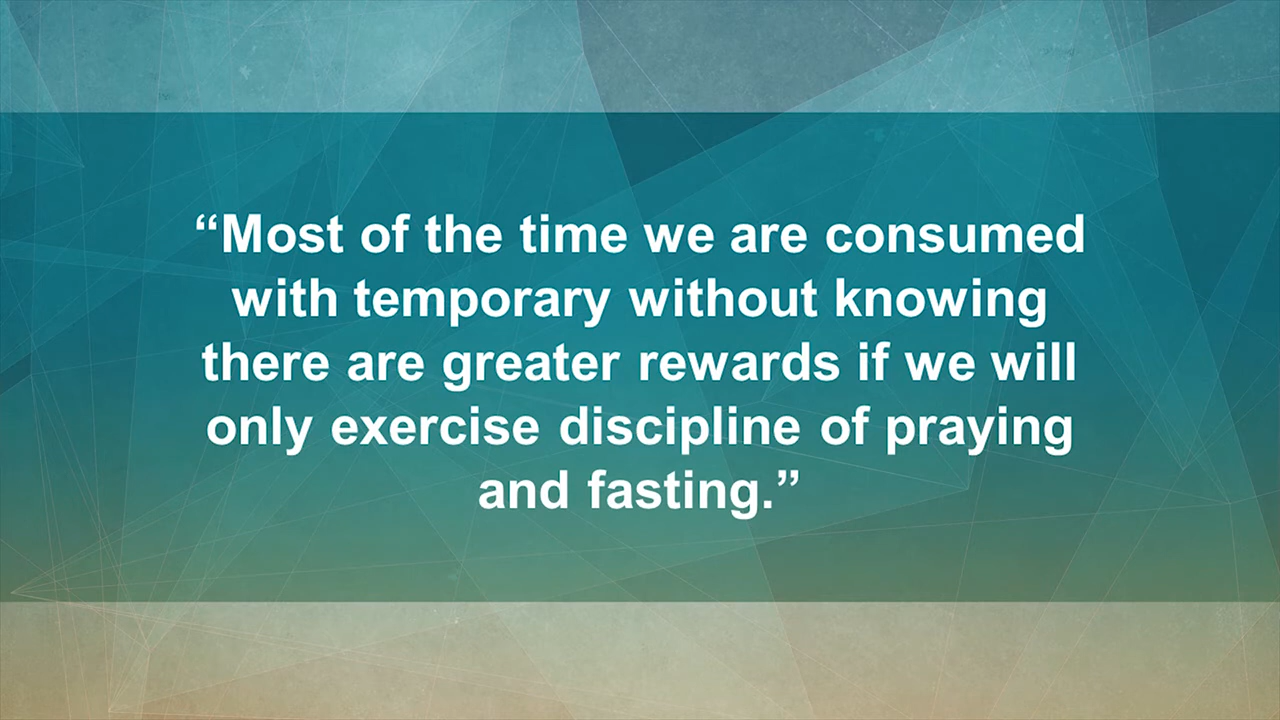 “Most of the time we are consumed
with temporary without knowing
there are greater rewards if we will
only exercise discipline of praying
and fasting.”